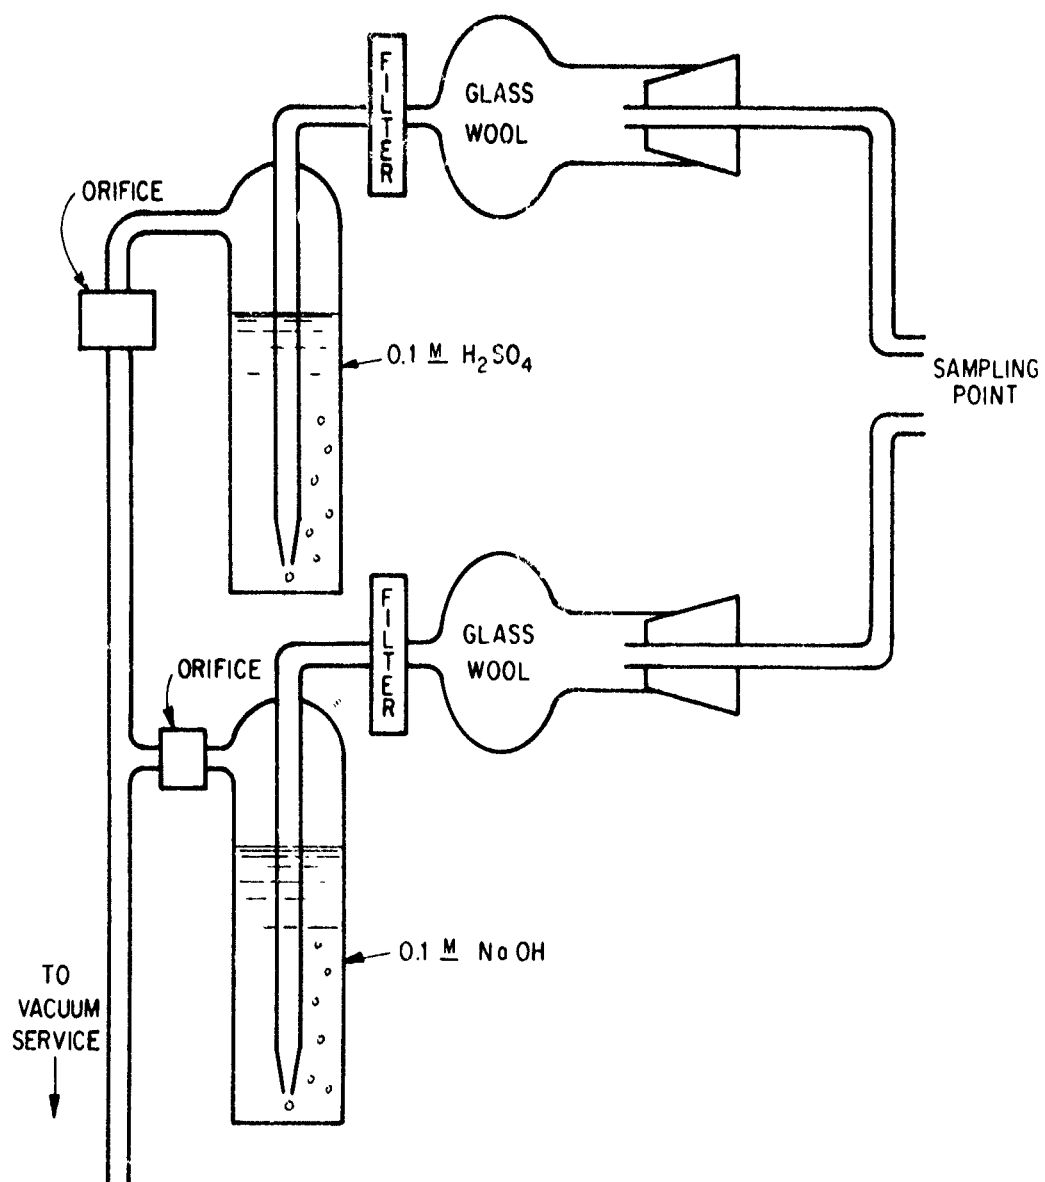 FILTER
GLASS
WOOL
ORIFICE
0.1 M H₂SO₄
SAMPLING
POINT
FILTER
GLASS
WOOL
ORIFICE
0.1 M NaOH
TO
VACUUM
SERVICE